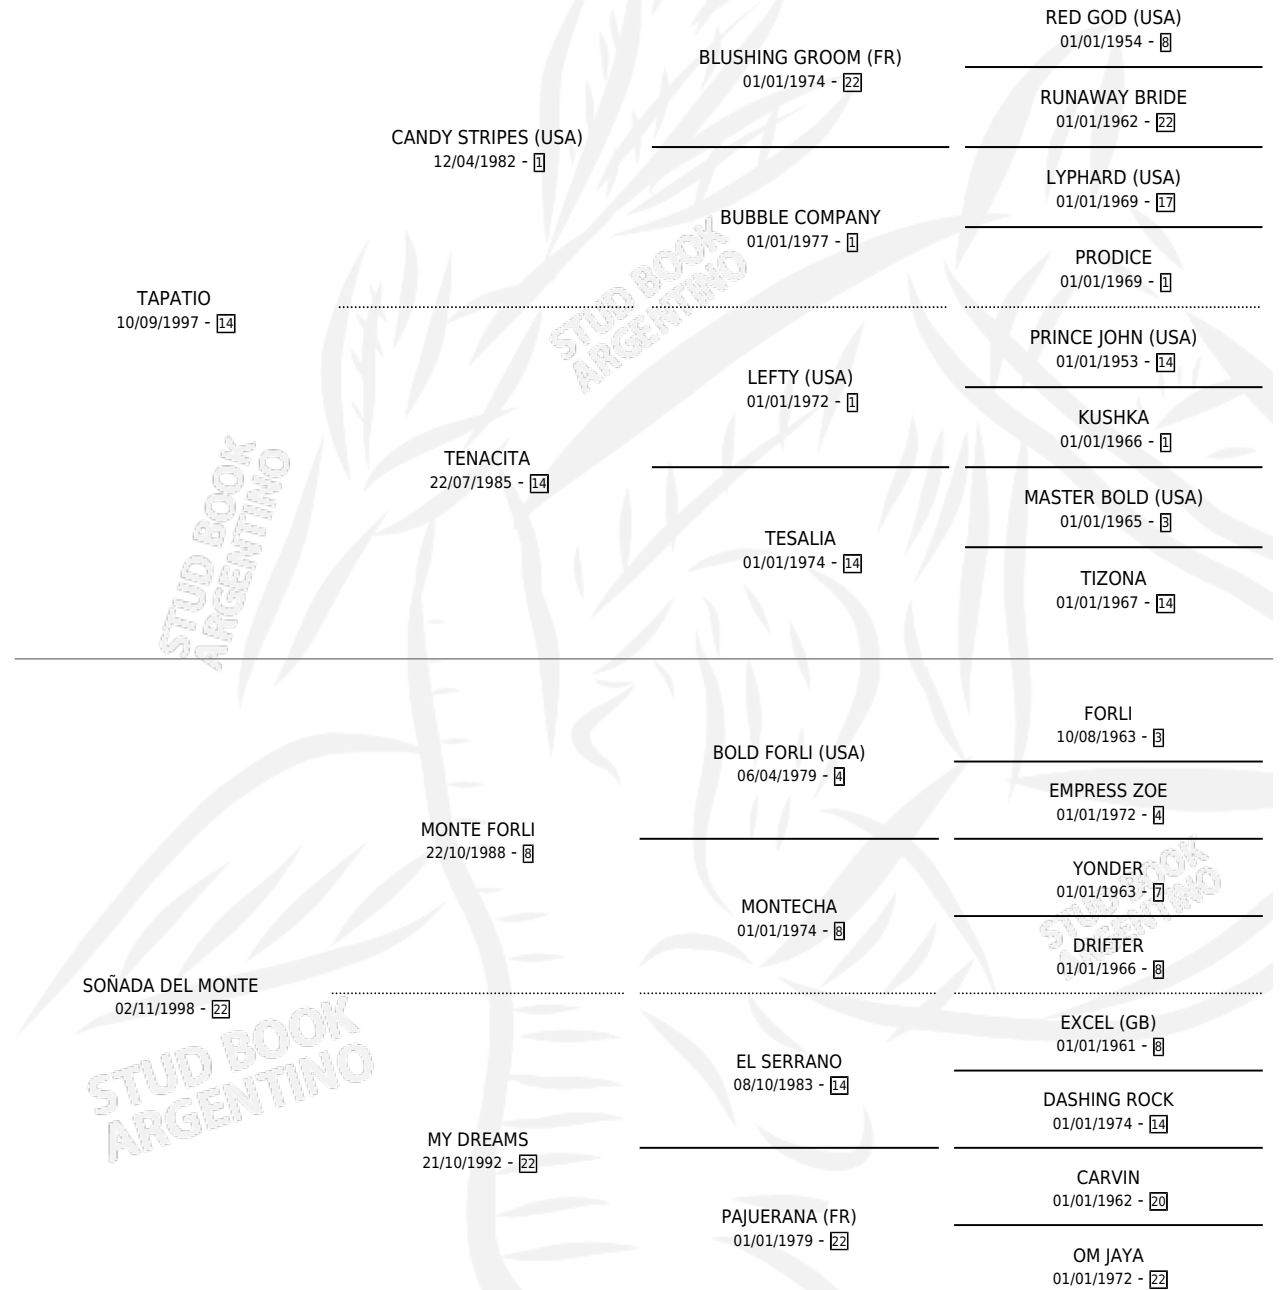 RED GOD (USA)
01/01/1954 - 8
BLUSHING GROOM (FR)
01/01/1974 - 22
RUNAWAY BRIDE
01/01/1962 - 22
CANDY STRIPES (USA)
12/04/1982 - 1
LYPHARD (USA)
01/01/1969 - 17
BUBBLE COMPANY
01/01/1977 - 1
PRODICE
01/01/1969 - 1
TAPATIO
10/09/1997 - 14
PRINCE JOHN (USA)
01/01/1953 - 14
LEFTY (USA)
01/01/1972 - 1
KUSHKA
01/01/1966 - 1
TENACITA
22/07/1985 - 14
MASTER BOLD (USA)
01/01/1965 - 3
TESALIA
01/01/1974 - 14
TIZONA
01/01/1967 - 14
FORLI
10/08/1963 - 3
BOLD FORLI (USA)
06/04/1979 - 4
EMPRESS ZOE
01/01/1972 - 4
MONTE FORLI
22/10/1988 - 8
YONDER
01/01/1963 - 7
MONTECHA
01/01/1974 - 8
DRIFTER
01/01/1966 - 8
SOÑADA DEL MONTE
02/11/1998 - 22
EXCEL (GB)
01/01/1961 - 8
EL SERRANO
08/10/1983 - 14
DASHING ROCK
01/01/1974 - 14
MY DREAMS
21/10/1992 - 22
CARVIN
01/01/1962 - 20
PAJUERANA (FR)
01/01/1979 - 22
OM JAYA
01/01/1972 - 22
STUD BOOK
ARGENTINO
STUD BOOK
ARGENTINO
STUD BOOK
ARGENTINO
STUD BOOK
ARGENTINO